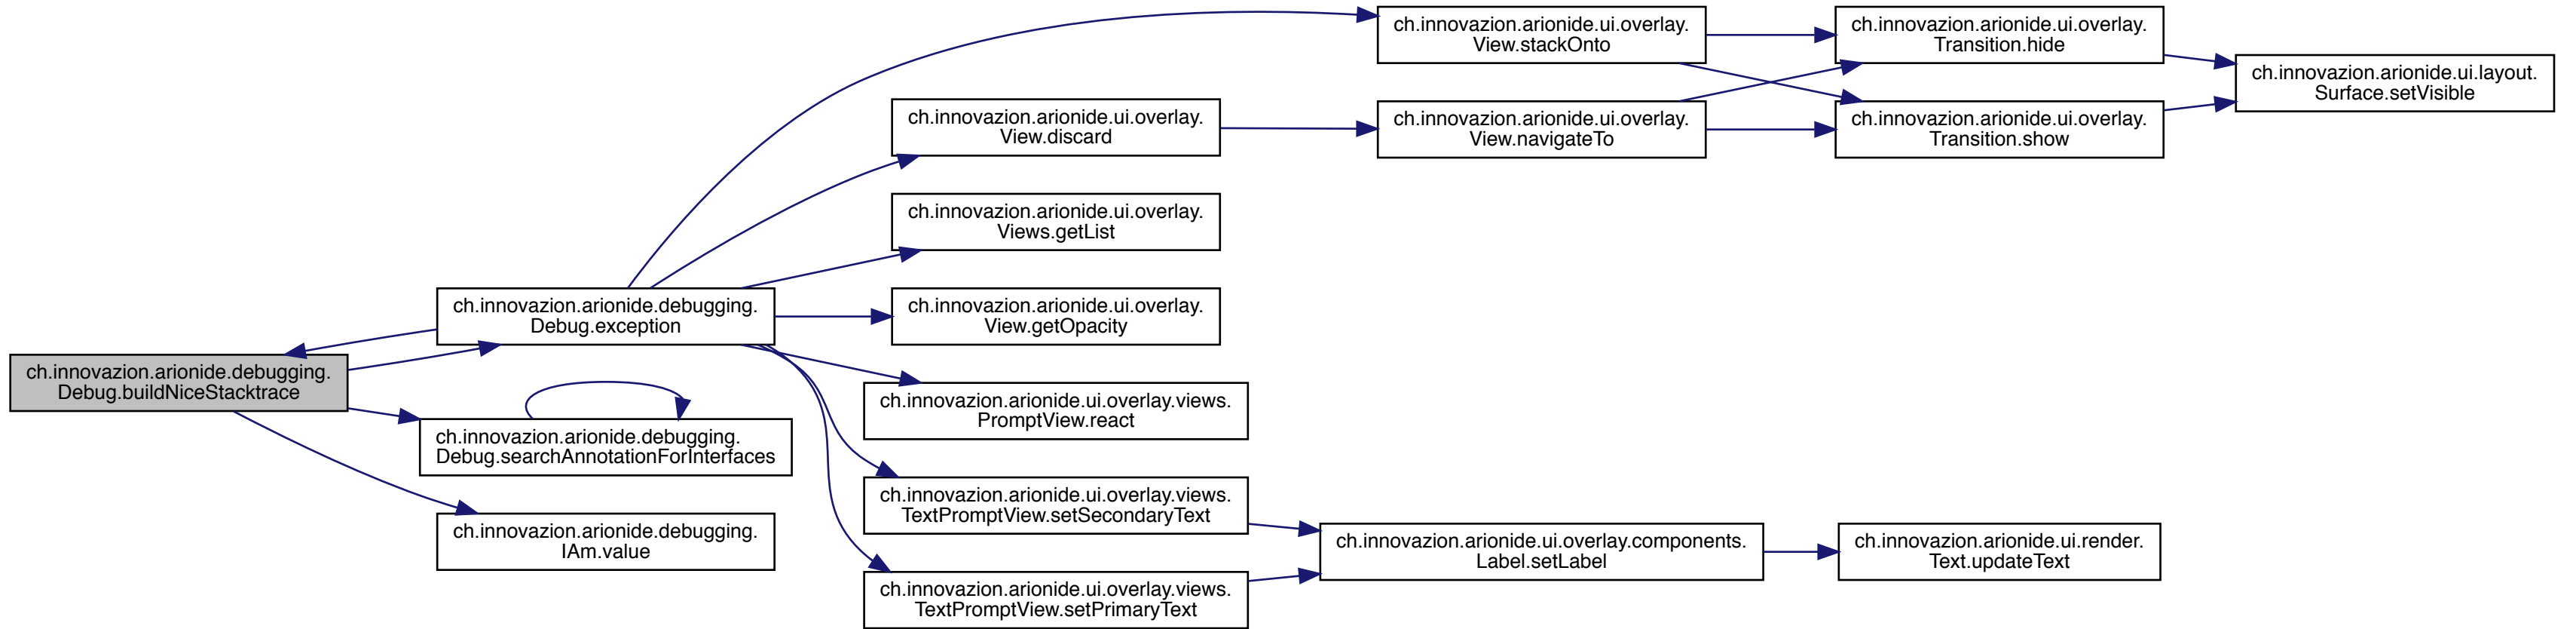 ch.innovazion.arionide.debugging.
Debug.buildNiceStacktrace
ch.innovazion.arionide.debugging.
Debug.exception
ch.innovazion.arionide.debugging.
Debug.searchAnnotationForInterfaces
ch.innovazion.arionide.debugging.
IAm.value
ch.innovazion.arionide.ui.overlay.
View.discard
ch.innovazion.arionide.ui.overlay.
Views.getList
ch.innovazion.arionide.ui.overlay.
View.getOpacity
ch.innovazion.arionide.ui.overlay.views.
PromptView.react
ch.innovazion.arionide.ui.overlay.views.
TextPromptView.setSecondaryText
ch.innovazion.arionide.ui.overlay.views.
TextPromptView.setPrimaryText
ch.innovazion.arionide.ui.overlay.
View.stackOnto
ch.innovazion.arionide.ui.overlay.
View.navigateTo
ch.innovazion.arionide.ui.overlay.components.
Label.setLabel
ch.innovazion.arionide.ui.overlay.
Transition.hide
ch.innovazion.arionide.ui.overlay.
Transition.show
ch.innovazion.arionide.ui.render.
Text.updateText
ch.innovazion.arionide.ui.layout.
Surface.setVisible